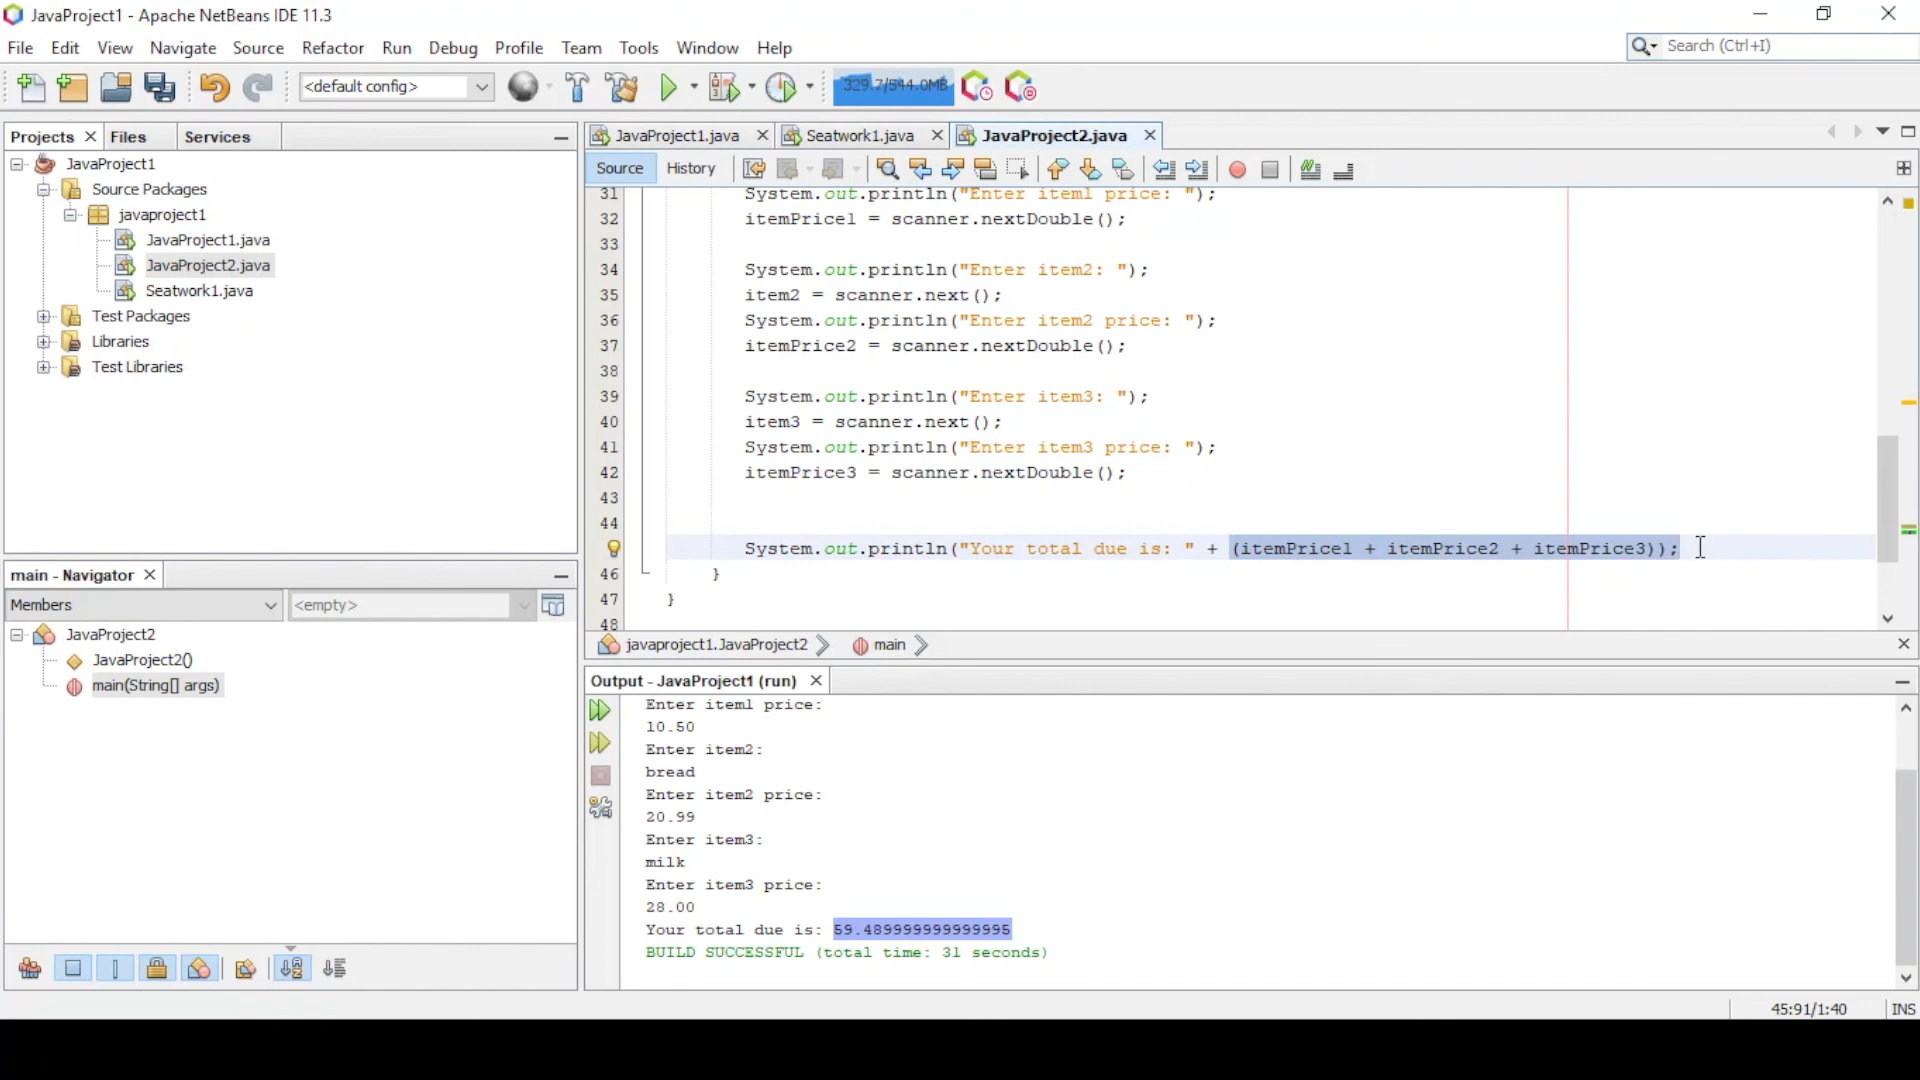 JavaProject1 - Apache NetBeans IDE 11.3
File Edit View Navigate Source Refactor Run Debug Profile Team Tools Window Help
Search (Ctrl+I)
<default config>
329.7/544.0MB
Projects Files Services
JavaProject1
Source Packages
javaproject1
JavaProject1.java
JavaProject2.java
Seatwork1.java
Test Packages
Libraries
Test Libraries
main - Navigator
Members <empty>
JavaProject2
JavaProject2()
main(String[] args)
JavaProject1.java Seatwork1.java JavaProject2.java
Source History
31 System.out.println("Enter item1 price: ");
32 itemPrice1 = scanner.nextDouble();
33
34 System.out.println("Enter item2: ");
35 item2 = scanner.next();
36 System.out.println("Enter item2 price: ");
37 itemPrice2 = scanner.nextDouble();
38
39 System.out.println("Enter item3: ");
40 item3 = scanner.next();
41 System.out.println("Enter item3 price: ");
42 itemPrice3 = scanner.nextDouble();
43
44
System.out.println("Your total due is: " + (itemPrice1 + itemPrice2 + itemPrice3));
46 }
47 }
48
javaproject1.JavaProject2 main
Output - JavaProject1 (run)
Enter item1 price:
10.50
Enter item2:
bread
Enter item2 price:
20.99
Enter item3:
milk
Enter item3 price:
28.00
Your total due is: 59.489999999999995
BUILD SUCCESSFUL (total time: 31 seconds)
45:91/1:40 INS